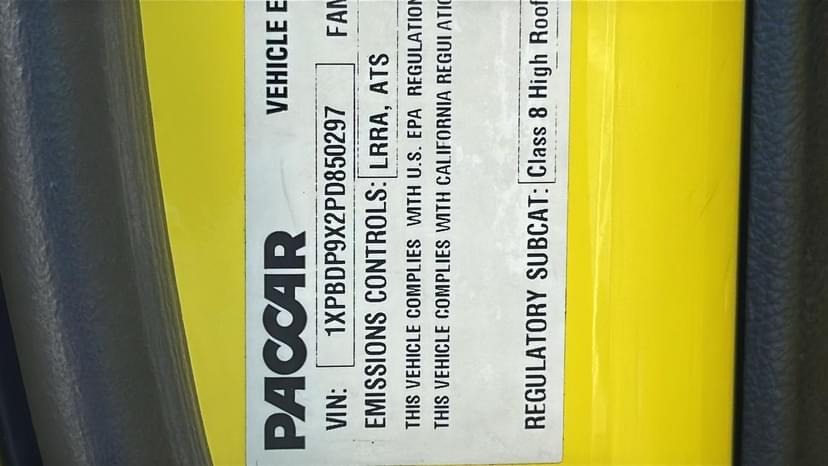 PACCAR VEHICLE E
VIN: 1XPBDP9X2PD850297 FAM
EMISSIONS CONTROLS: LRRA, ATS
THIS VEHICLE COMPLIES WITH U.S. EPA REGULATION
THIS VEHICLE COMPLIES WITH CALIFORNIA REGULATIO
REGULATORY SUBCAT: Class 8 High Roof